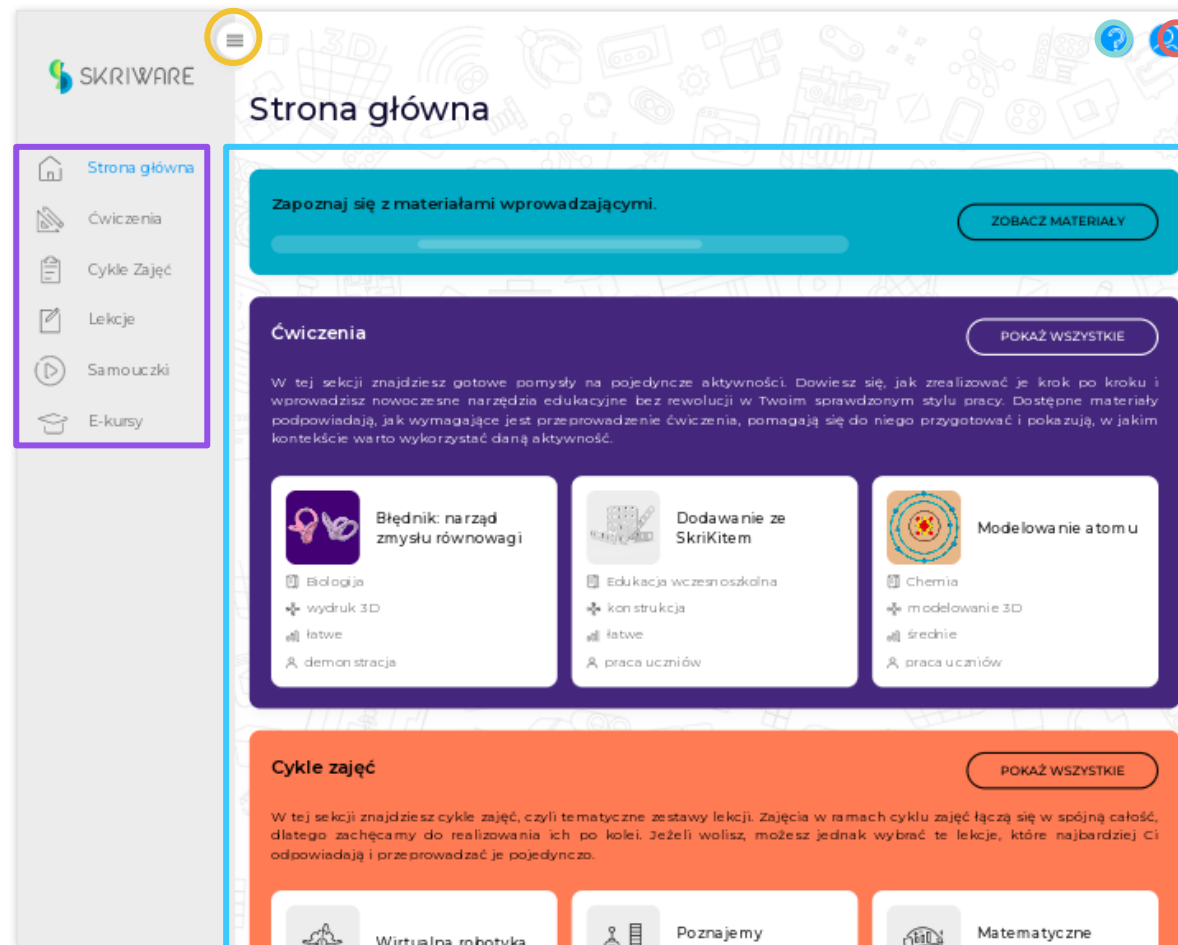 SKRIWARE
Strona główna
Strona główna
Ćwiczenia
Cykle Zajęć
Lekcje
Samouczki
E-kursy
Zapoznaj się z materiałami wprowadzającymi.
ZOBACZ MATERIAŁY
Ćwiczenia
POKAŻ WSZYSTKIE
W tej sekcji znajdziesz gotowe pomysły na pojedyncze aktywności. Dowiesz się, jak zrealizować je krok po kroku i
wprowadzisz nowoczesne narzędzia edukacyjne bez rewolucji w Twoim sprawdzonym stylu pracy. Dostępne materiały
podpowiadają, jak wymagające jest przeprowadzenie ćwiczenia, pomagają się do niego przygotować i pokazują, w jakim
kontekście warto wykorzystać daną aktywność.
Błędnik: narząd
zmysłu równowagi
Biologija
wydruk 3D
łatwe
demonstracja
Dodawanie ze
SkriKitem
Edukacja wczesnoszkolna
konstrukcja
łatwe
praca uczniów
Modelowanie atomu
Chemia
modelowanie 3D
średnie
praca uczniów
Cykle zajęć
POKAŻ WSZYSTKIE
W tej sekcji znajdziesz cykle zajęć, czyli tematyczne zestawy lekcji. Zajęcia w ramach cyklu zajęć łączą się w spójną całość,
dlatego zachęcamy do realizowania ich po kolei. Jeżeli wolisz, możesz jednak wybrać te lekcje, które najbardziej Ci
odpowiadają i przeprowadzać je pojedynczo.
Wirtualna robotyka
Poznajemy
Matematyczne